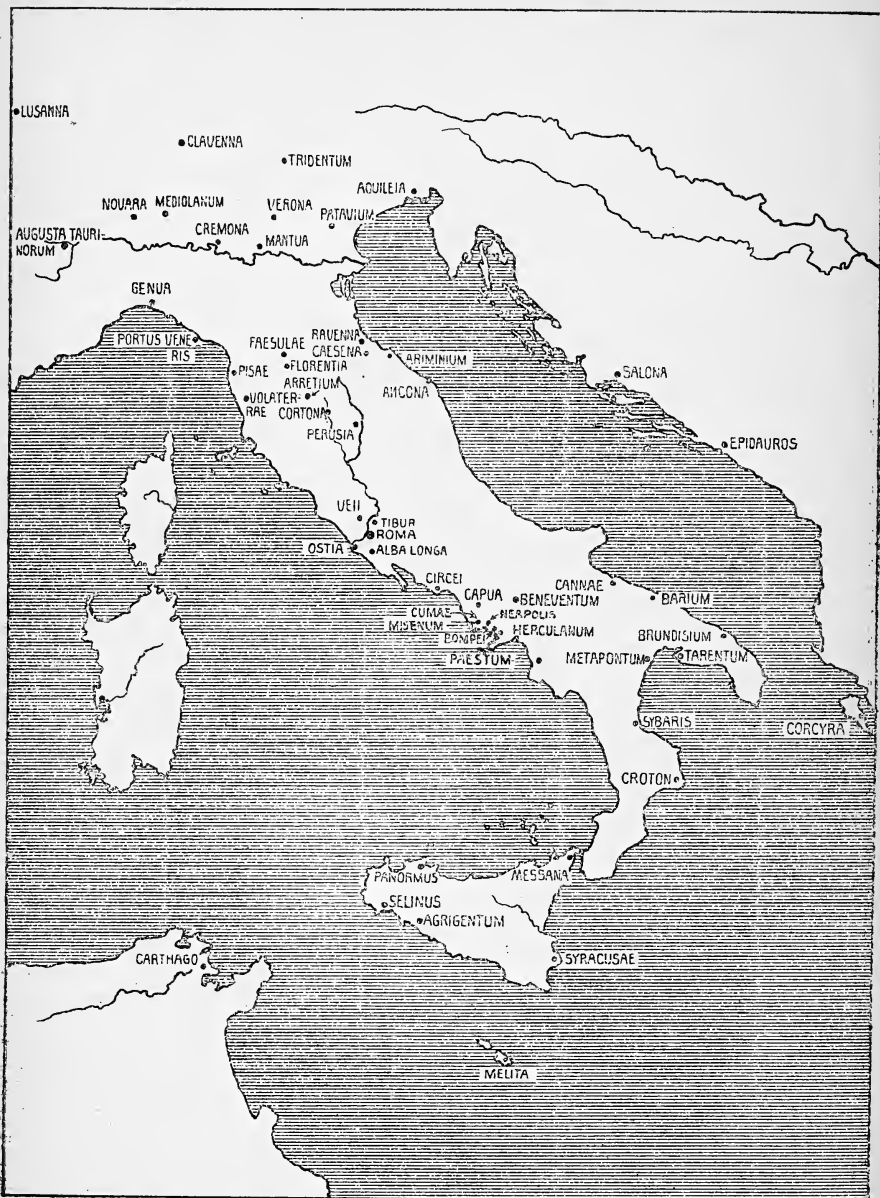 LUSANNA
CLAVENNA
TRIDENTUM
AQUILEIA
NOUARA
MEDIOLANUM
VERONA
PATAVIUM
AUGUSTA TAURI-
NORUM
CREMONA
MANTUA
GENUA
PORTUS VENE
RIS
FAESULAE
RAVENNA
CAESENA
ARIMINIUM
PISAE
FLORENTIA
ARRETIUM
ANCONA
SALONA
UOLATER-
RAE
CORTONA
PERUSIA
EPIDAUROS
UEII
TIBUR
ROMA
OSTIA
ALBA LONGA
CIRCEI
CAPUA
BENEVENTUM
CANNAE
BARIUM
CUMAE
NEAPOLIS
MISENUM
HERCULANUM
POMPEI
BRUNDISIUM
PAESTUM
METAPONTUM
TARENTUM
SYBARIS
CORCYRA
CROTON
PANORMUS
MESSANA
SELINUS
AGRIGENTUM
CARTHAGO
SYRACUSAE
MELITA